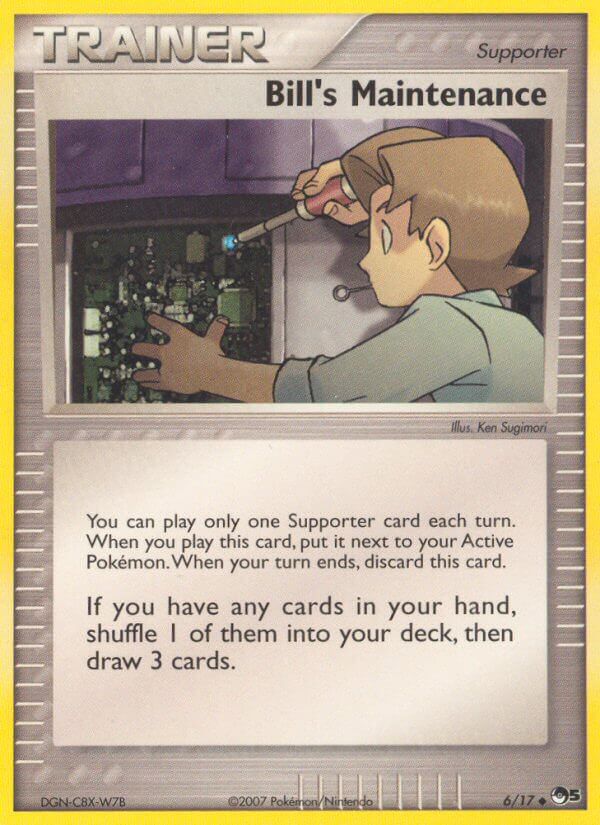 TRAINER
Supporter
Bill's Maintenance
Illus. Ken Sugimori
You can play only one Supporter card each turn.
When you play this card, put it next to your Active
Pokémon. When your turn ends, discard this card.
If you have any cards in your hand,
shuffle 1 of them into your deck, then
draw 3 cards.
DGN-C8X-W7B
©2007 Pokémon/Nintendo
6/17 ◆ 5